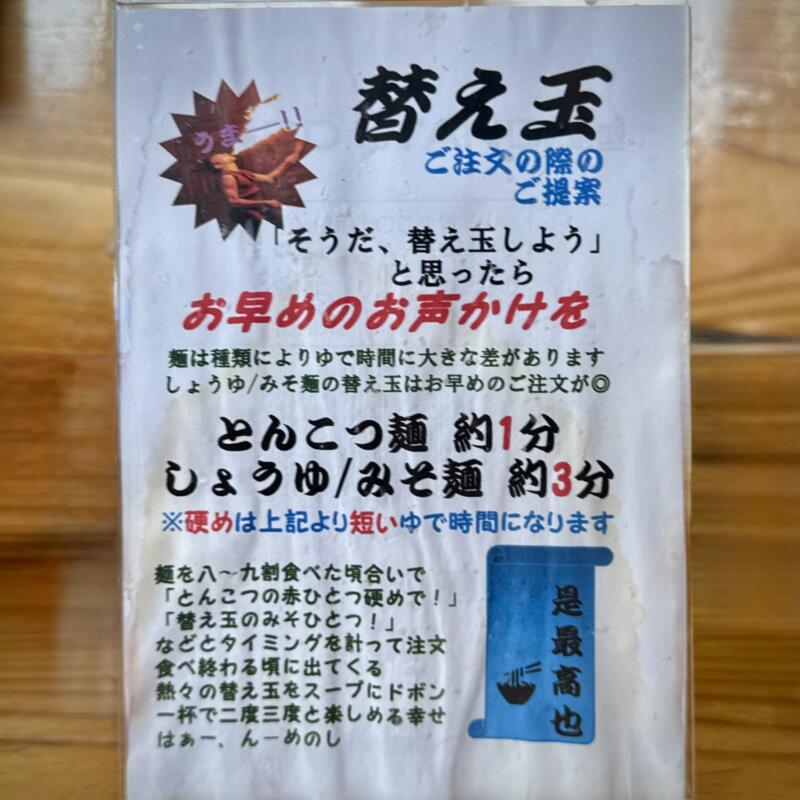 うまーい!!
替え玉
ご注文の際の
ご提案
「そうだ、替え玉しよう」
と思ったら
お早めのお声かけを
麺は種類によりゆで時間に大きな差があります
しょうゆ/みそ麺の替え玉はお早めのご注文が◎
とんこつ麺 約1分
しょうゆ/みそ麺 約3分
※硬めは上記より短いゆで時間になります
麺を八〜九割食べた頃合いで
「とんこつの赤ひとつ硬めで!」
「替え玉のみそひとつ!」
などとタイミングを計って注文
食べ終わる頃に出てくる
熱々の替え玉をスープにドボン
一杯で二度三度と楽しめる幸せ
はぁー、んーめのし
是最高也